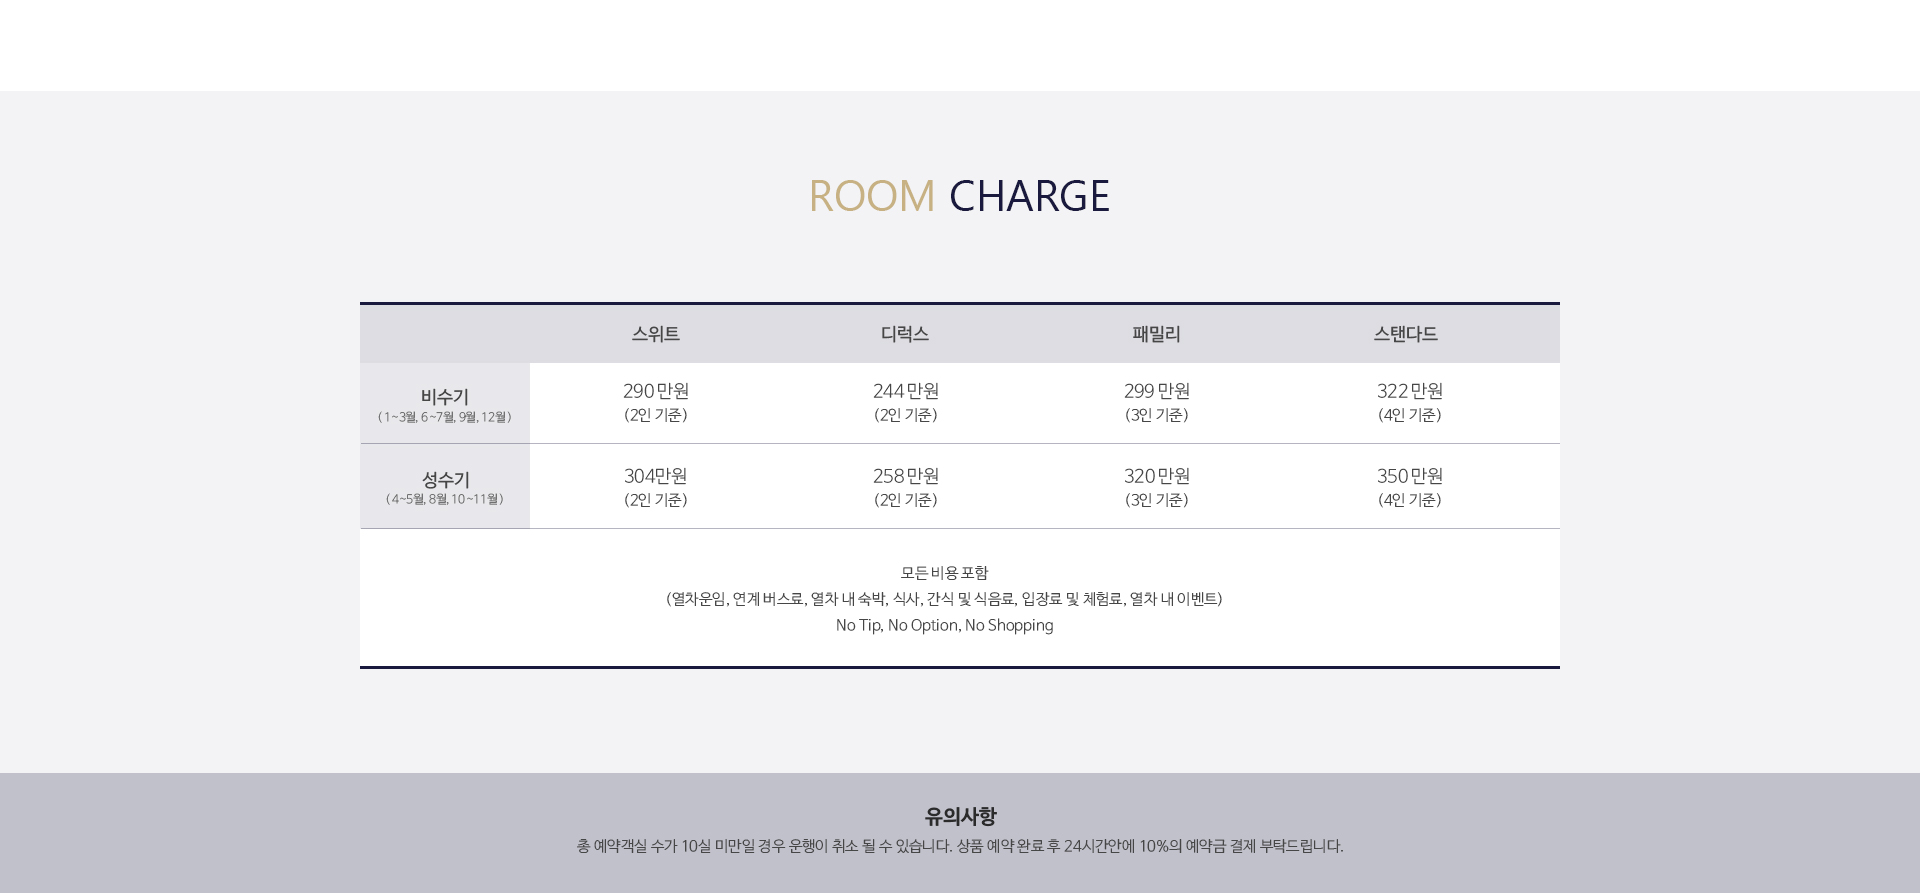 ROOM CHARGE
스위트 디럭스 패밀리 스탠다드
비수기 290만원 244만원 299만원 322만원
(1~3월, 6~7월, 9월, 12월) (2인 기준) (2인 기준) (3인 기준) (4인 기준)
성수기 304만원 258만원 320만원 350만원
(4~5월, 8월, 10~11월) (2인 기준) (2인 기준) (3인 기준) (4인 기준)
모든 비용 포함
(열차운임, 연계 버스료, 열차 내 숙박, 식사, 간식 및 식음료, 입장료 및 체험료, 열차 내 이벤트)
No Tip, No Option, No Shopping
유의사항
총 예약객실 수가 10실 미만일 경우 운행이 취소 될 수 있습니다. 상품 예약 완료 후 24시간안에 10%의 예약금 결제 부탁드립니다.